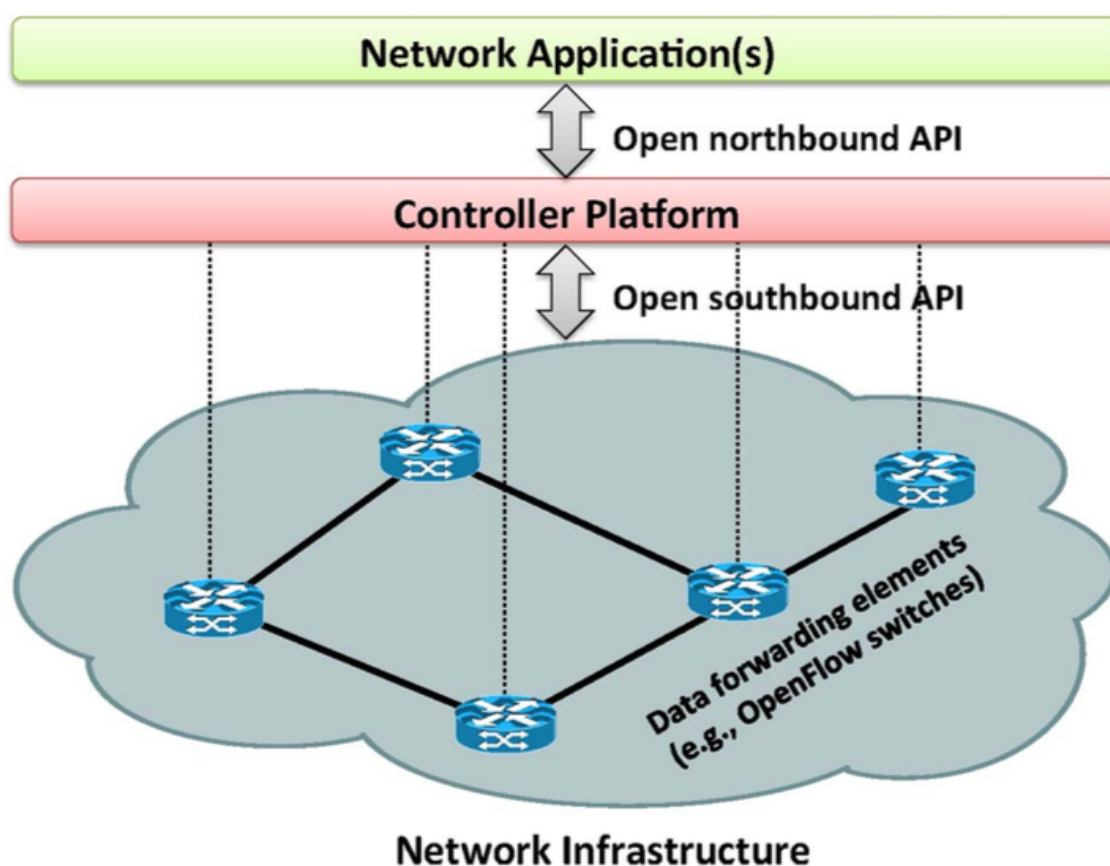 Network Application(s)
Open northbound API
Controller Platform
Open southbound API
Data forwarding elements
(e.g., OpenFlow switches)
Network Infrastructure